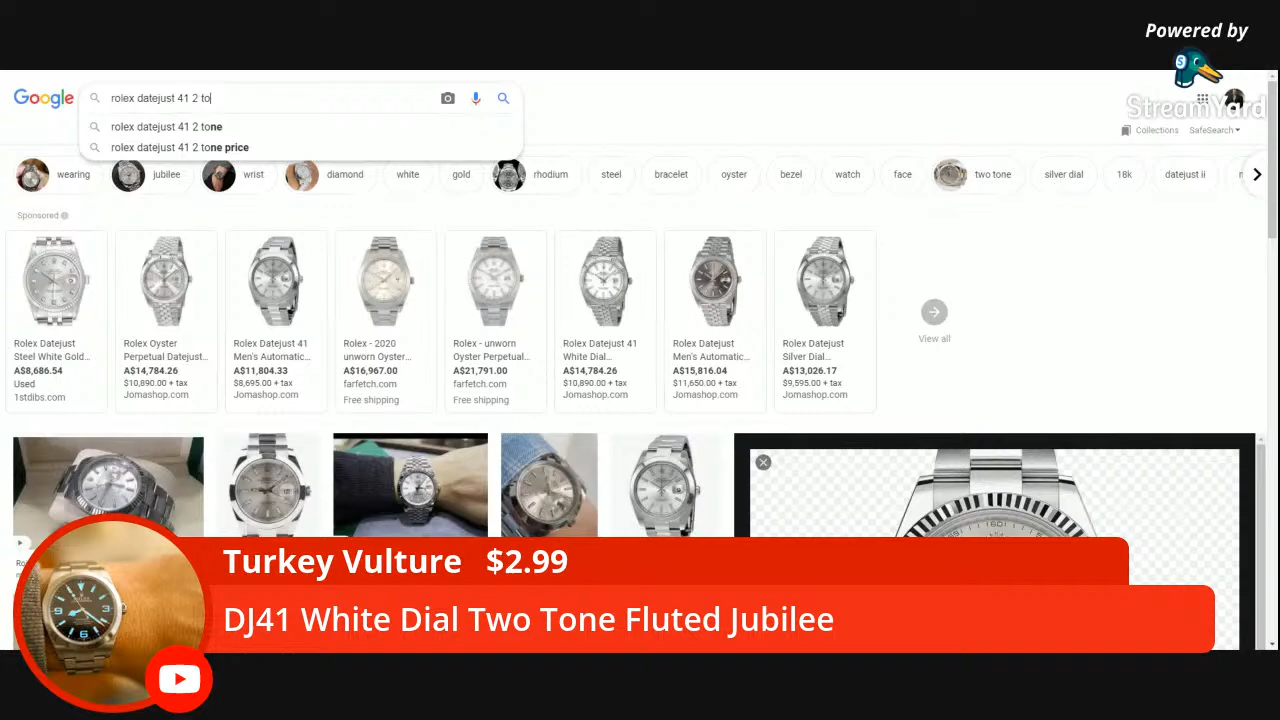 Powered by
StreamYard
Google
rolex datejust 41 2 to
rolex datejust 41 2 tone
rolex datejust 41 2 tone price
Collections SafeSearch
wearing jubilee wrist diamond white gold rhodium steel bracelet oyster bezel watch face two tone silver dial 18k datejust ii
Sponsored
Rolex Datejust
Steel White Gold...
A$8,686.54
Used
1stdibs.com
Rolex Oyster
Perpetual Datejust...
A$14,784.26
$10,890.00 + tax
Jomashop.com
Rolex Datejust 41
Men's Automatic...
A$11,804.33
$8,695.00 + tax
Jomashop.com
Rolex - 2020
unworn Oyster...
A$16,967.00
farfetch.com
Free shipping
Rolex - unworn
Oyster Perpetual...
A$21,791.00
farfetch.com
Free shipping
Rolex Datejust 41
White Dial...
A$14,784.26
$10,890.00 + tax
Jomashop.com
Rolex Datejust
Men's Automatic...
A$15,816.04
$11,650.00 + tax
Jomashop.com
Rolex Datejust
Silver Dial...
A$13,026.17
$9,595.00 + tax
Jomashop.com
View all
60
Turkey Vulture $2.99
DJ41 White Dial Two Tone Fluted Jubilee